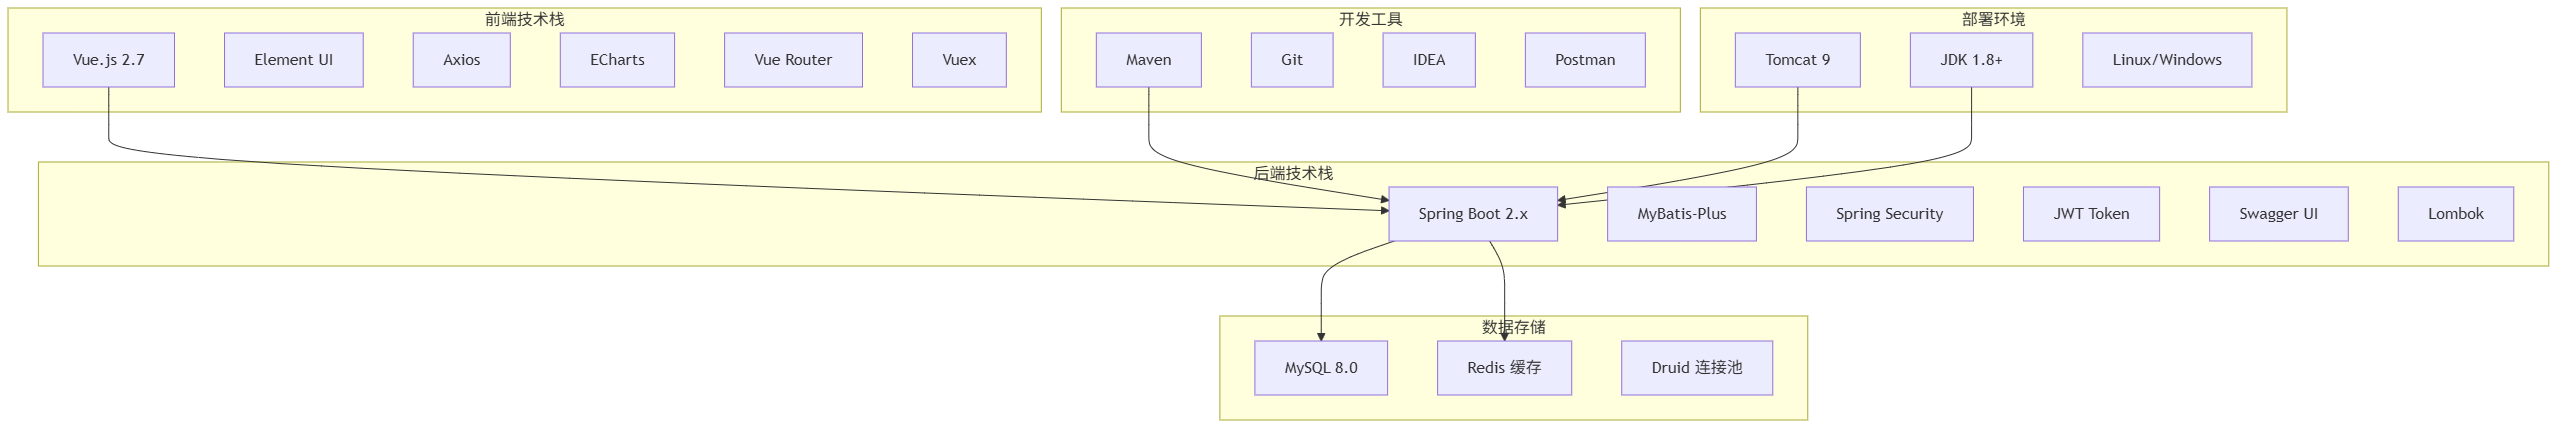 前端技术栈
Vue.js 2.7
Element UI
Axios
ECharts
Vue Router
Vuex
开发工具
Maven
Git
IDEA
Postman
部署环境
Tomcat 9
JDK 1.8+
Linux/Windows
后端技术栈
Spring Boot 2.x
MyBatis-Plus
Spring Security
JWT Token
Swagger UI
Lombok
数据存储
MySQL 8.0
Redis 缓存
Druid 连接池